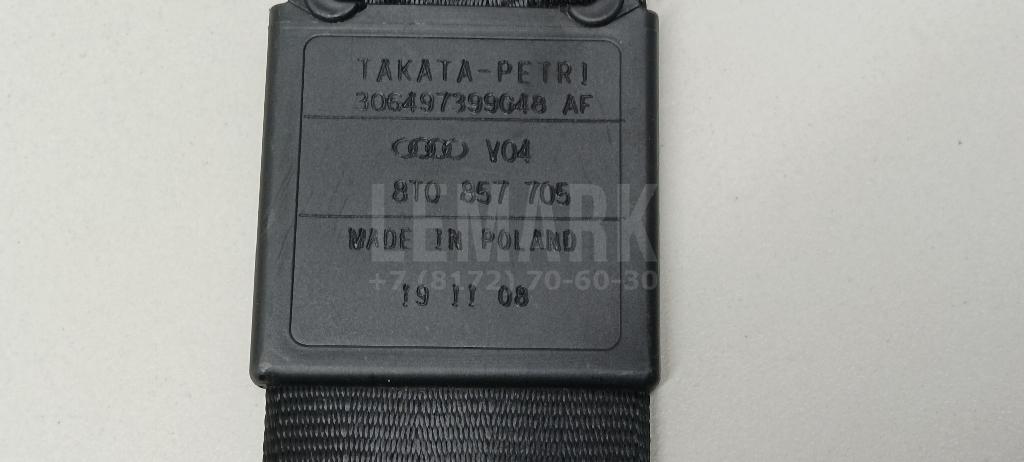 TAKATA-PETRI
306497399G48 AF
V04
8T0 857 705
MADE IN POLAND
19 11 08
LEMARK
+7 (8172) 70-60-30